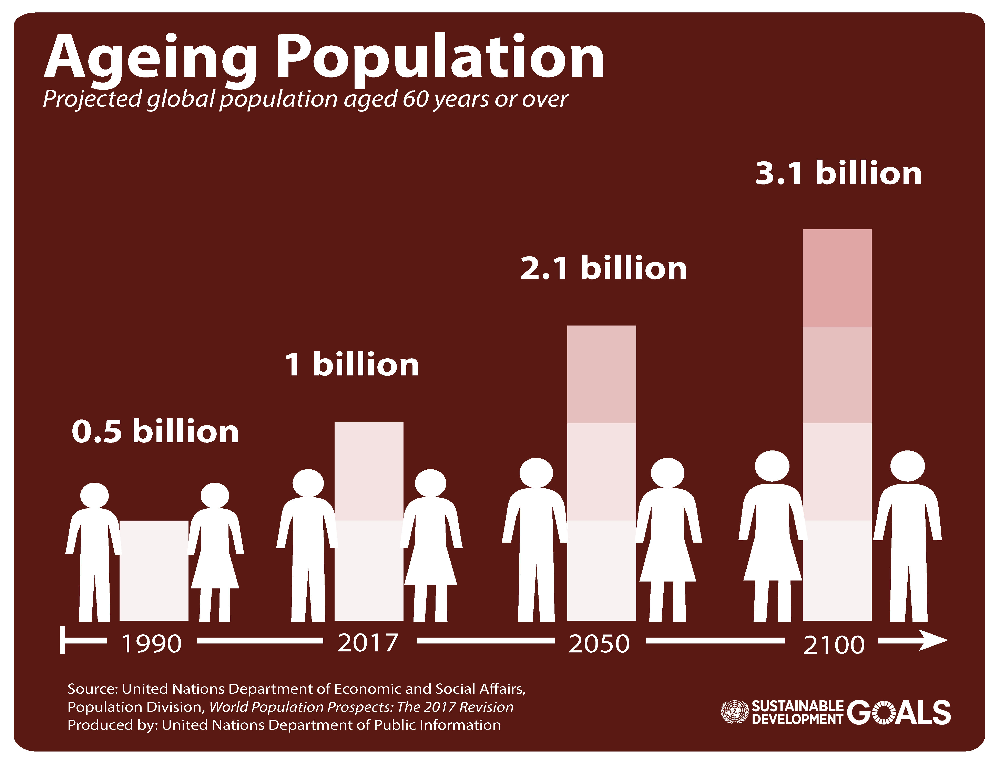 Ageing Population
Projected global population aged 60 years or over
3.1 billion
2.1 billion
1 billion
0.5 billion
1990
2017
2050
2100
Source: United Nations Department of Economic and Social Affairs,
Population Division, World Population Prospects: The 2017 Revision
Produced by: United Nations Department of Public Information
SUSTAINABLE
DEVELOPMENT
GOALS